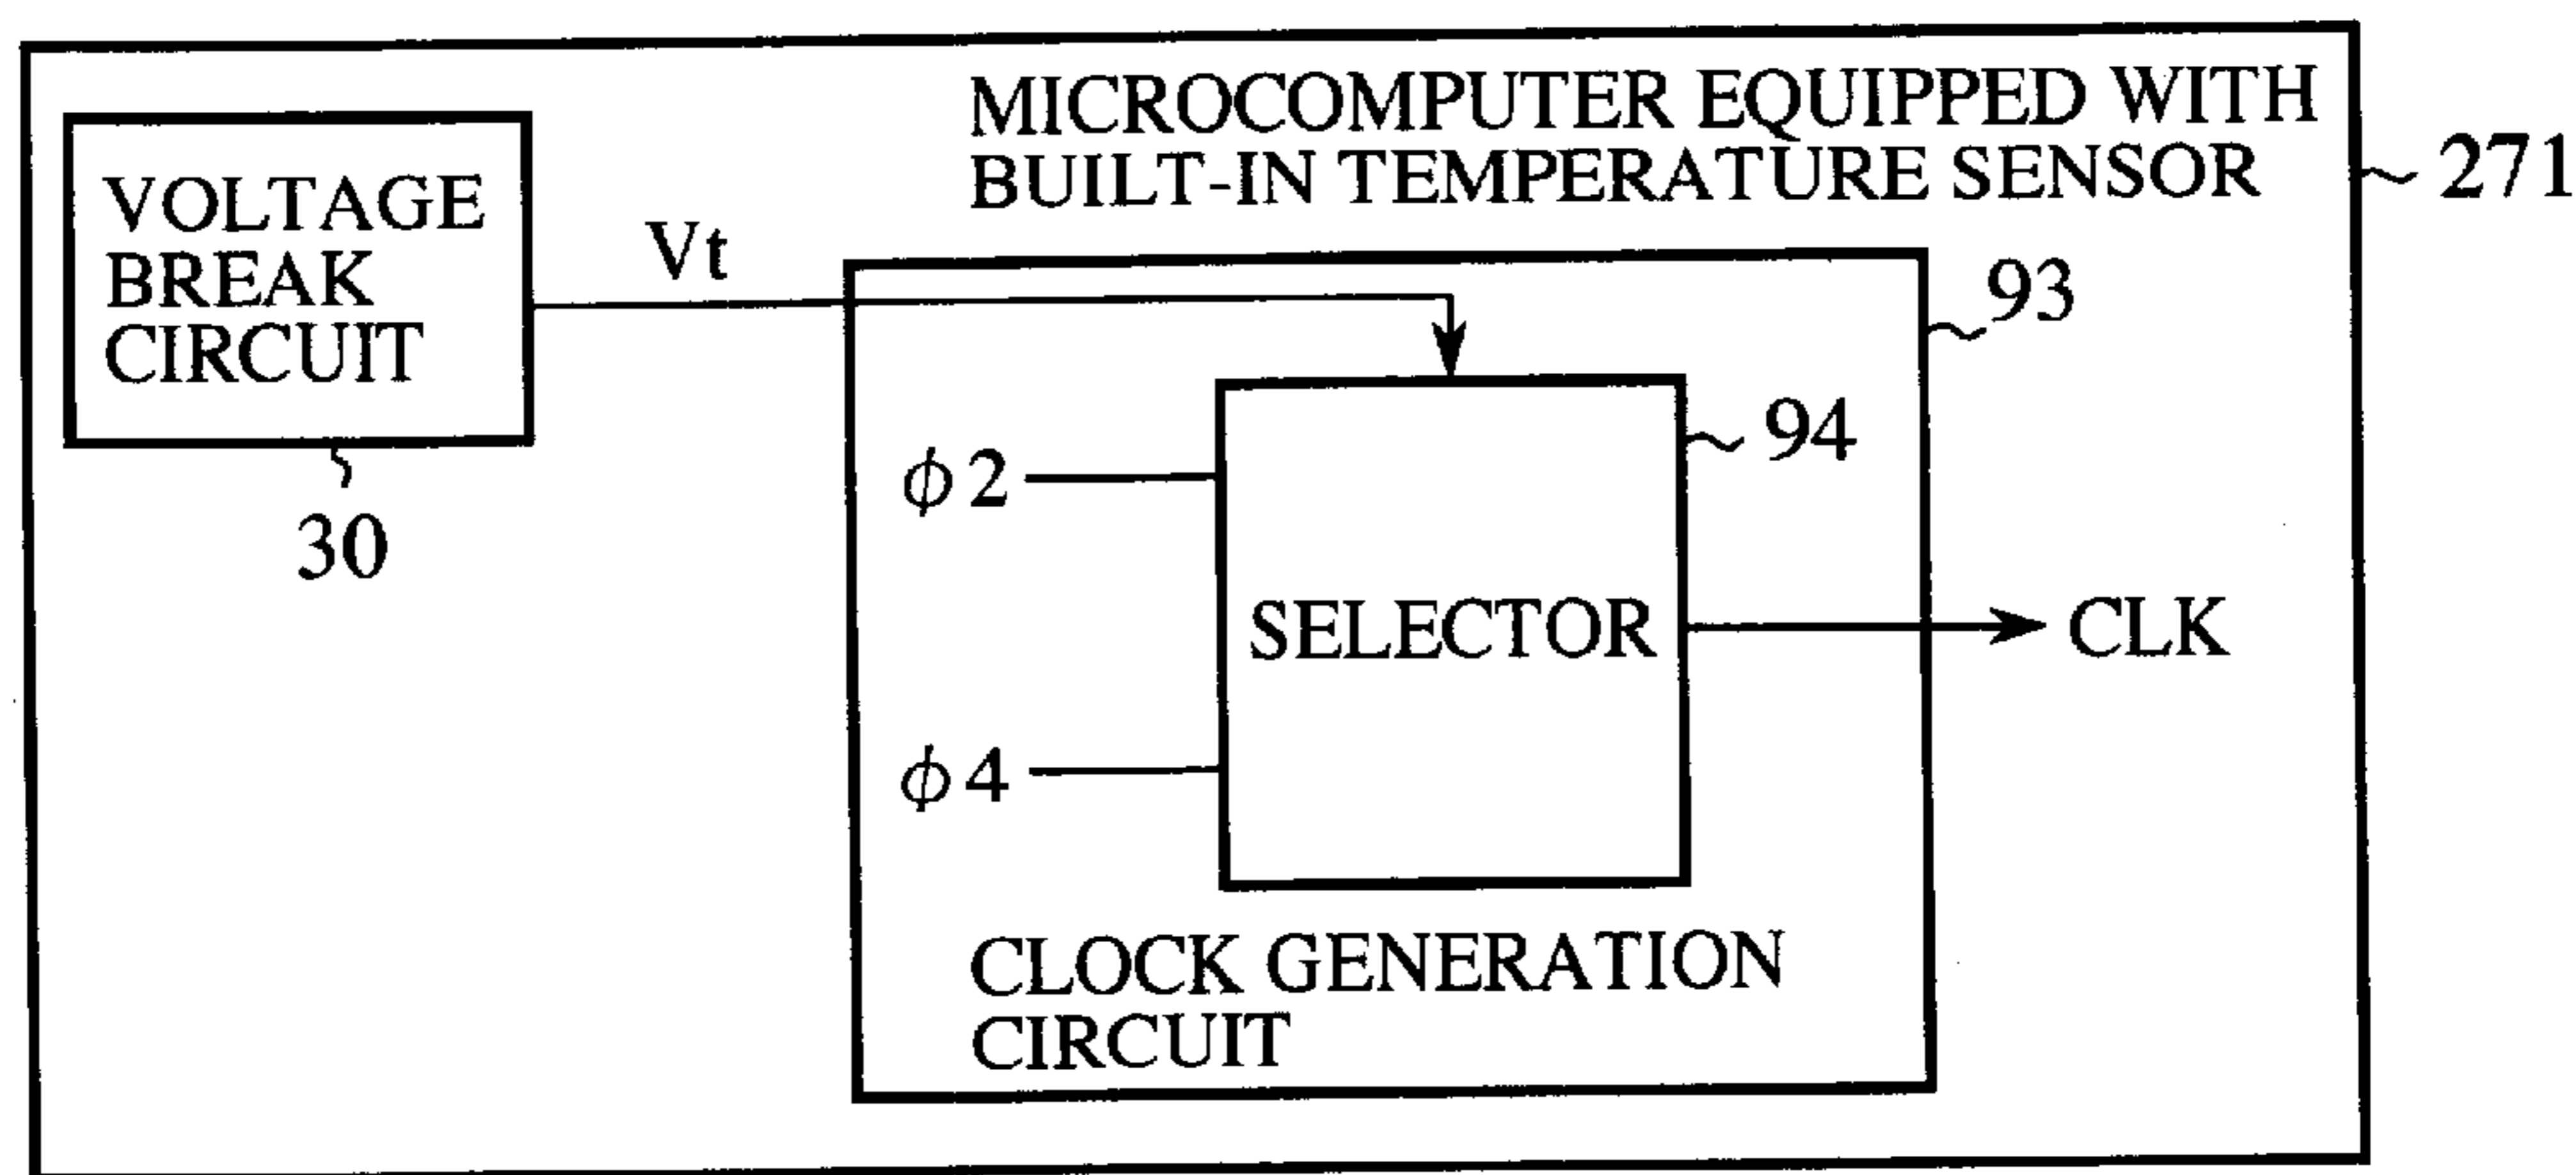 MICROCOMPUTER EQUIPPED WITH
BUILT-IN TEMPERATURE SENSOR
271
VOLTAGE
BREAK
CIRCUIT
30
Vt
93
94
ϕ2
ϕ4
SELECTOR
CLK
CLOCK GENERATION
CIRCUIT